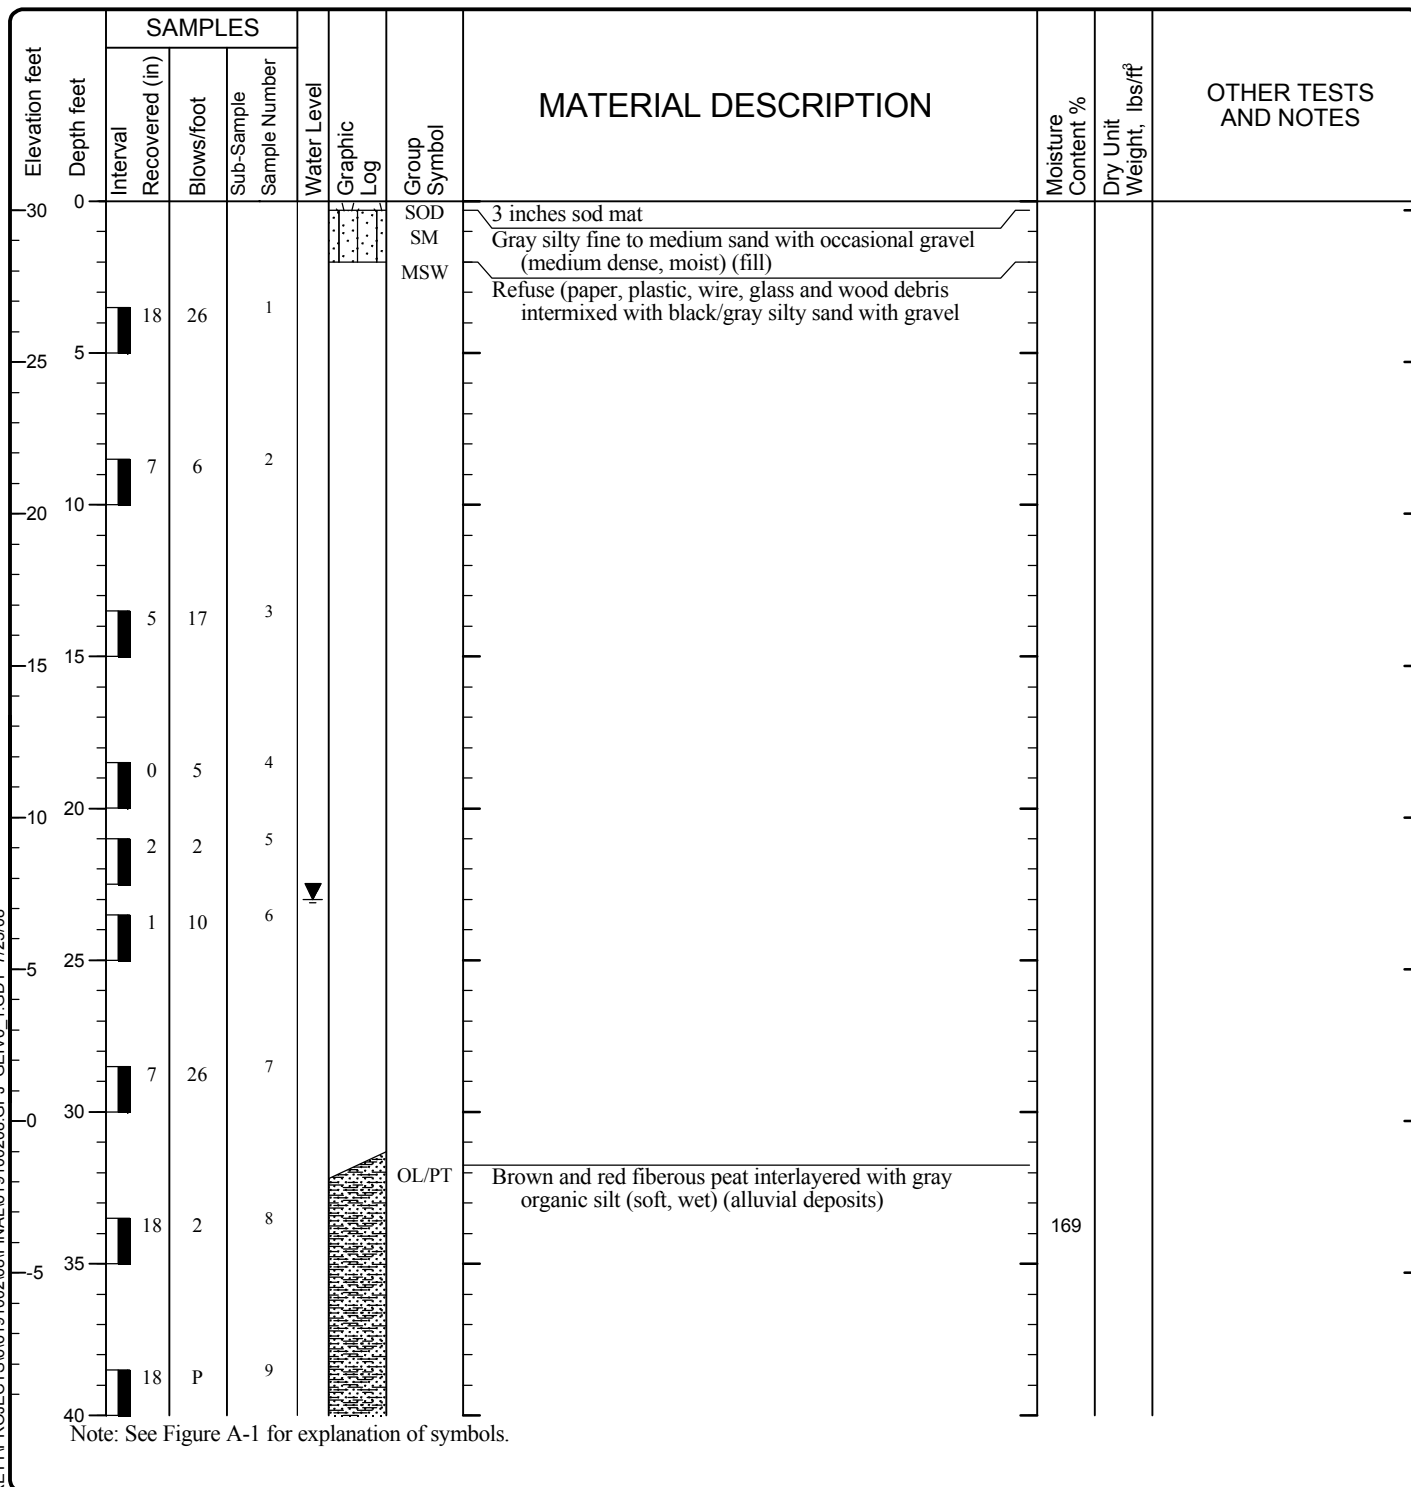 SAMPLES
Elevation feet
Depth feet
Interval
Recovered (in)
Blows/foot
Sub-Sample
Sample Number
Water Level
Graphic
Log
Group
Symbol
MATERIAL DESCRIPTION
Moisture
Content %
Dry Unit
Weight, lbs/ft³
OTHER TESTS
AND NOTES
0
30
SOD
3 inches sod mat
SM
Gray silty fine to medium sand with occasional gravel
(medium dense, moist) (fill)
MSW
Refuse (paper, plastic, wire, glass and wood debris
intermixed with black/gray silty sand with gravel
18 26 1
5
25
7 6 2
10
20
5 17 3
15
15
0 5 4
20
10
2 2 5
1 10 6
25
5
7 26 7
30
0
OL/PT
Brown and red fiberous peat interlayered with gray
organic silt (soft, wet) (alluvial deposits)
18 2 8
169
35
-5
18 P 9
40
Note: See Figure A-1 for explanation of symbols.